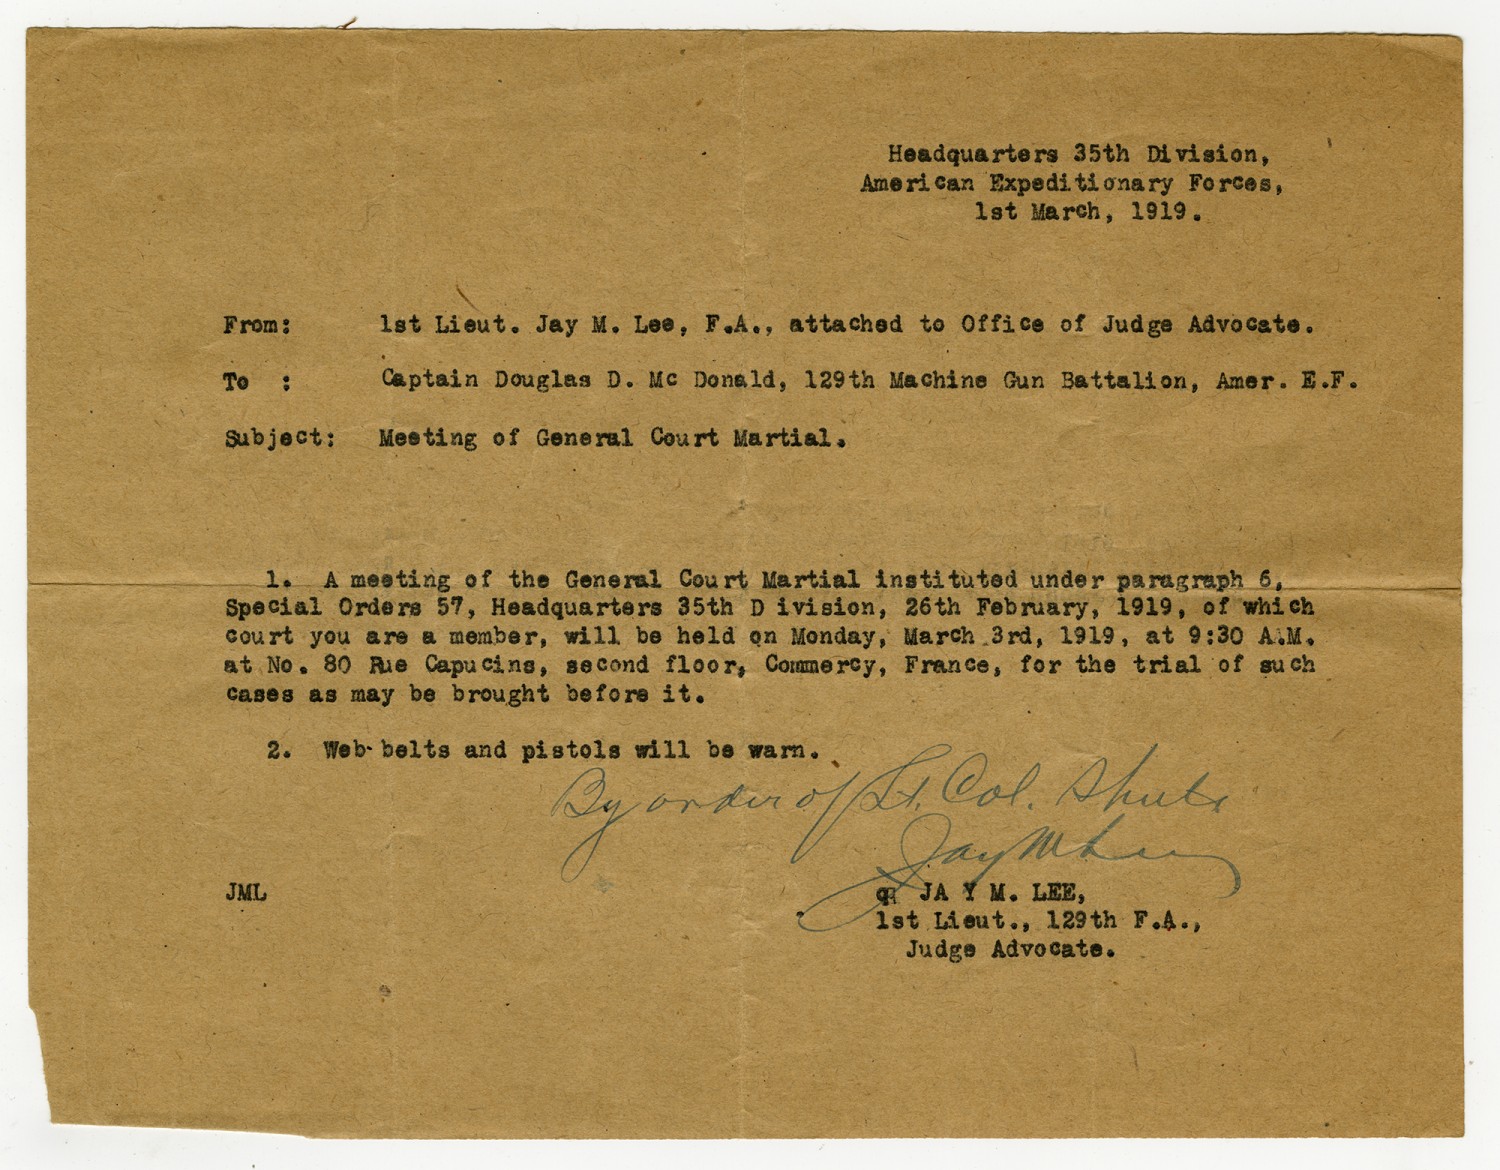 Headquarters 35th Division,
American Expeditionary Forces,
1st March, 1919.
From: 1st Lieut. Jay M. Lee, F.A., attached to Office of Judge Advocate.
To : Captain Douglas D. Mc Donald, 129th Machine Gun Battalion, Amer. E.F.
Subject: Meeting of General Court Martial.
1. A meeting of the General Court Martial instituted under paragraph 6,
Special Orders 57, Headquarters 35th D ivision, 26th February, 1919, of which
court you are a member, will be held on Monday, March 3rd, 1919, at 9:30 A.M.
at No. 80 Rue Capucins, second floor, Commercy, France, for the trial of such
cases as may be brought before it.
2. Web-belts and pistols will be warn.
By order of Lt. Col.
Jay M Lee
JML JA Y M. LEE,
1st Lieut., 129th F.A.,
Judge Advocate.